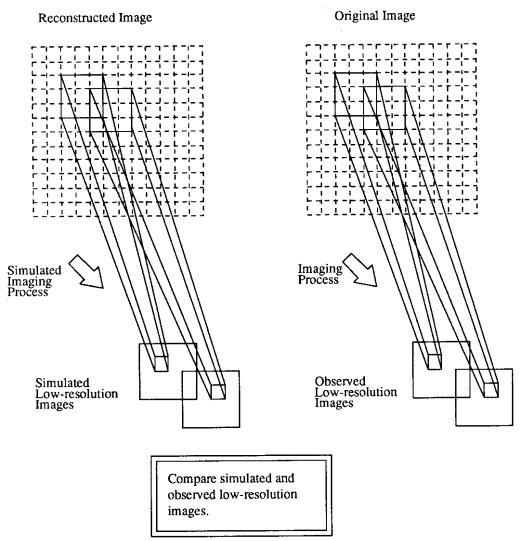 Reconstructed Image
Original Image
Simulated
Imaging
Process
Imaging
Process
Simulated
Low-resolution
Images
Observed
Low-resolution
Images
Compare simulated and
observed low-resolution
images.